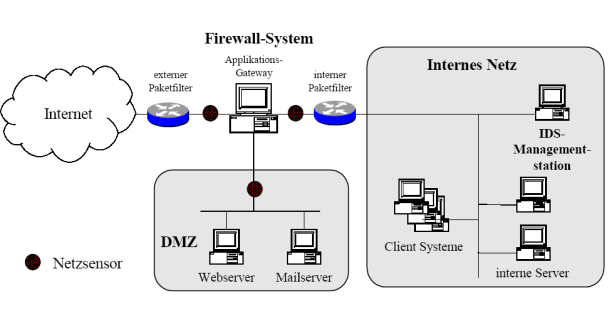 Firewall-System
Applikations-
Gateway
externer
Paketfilter
interner
Paketfilter
Internet
Internes Netz
IDS-
Management-
station
Client Systeme
interne Server
DMZ
Webserver
Mailserver
Netzsensor